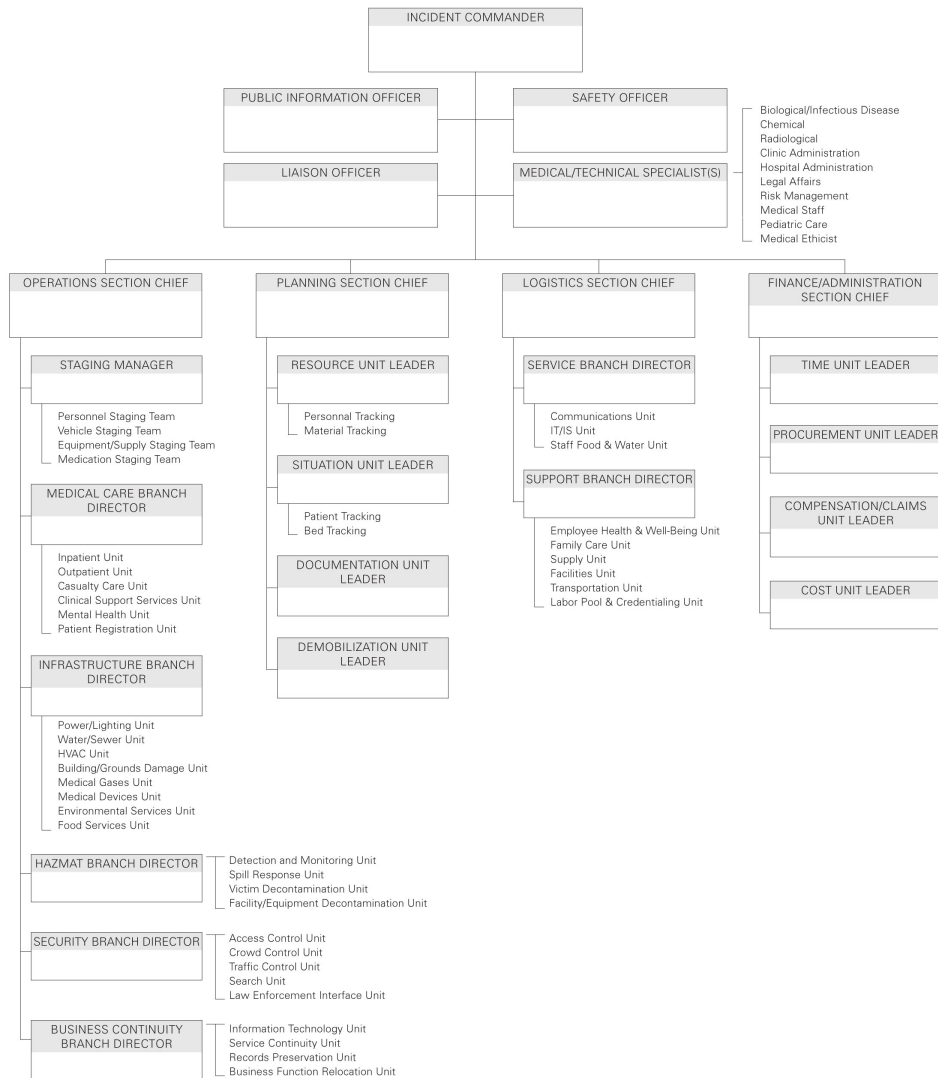 INCIDENT COMMANDER
PUBLIC INFORMATION OFFICER
SAFETY OFFICER
LIAISON OFFICER
MEDICAL/TECHNICAL SPECIALIST(S)
Biological/Infectious Disease
Chemical
Radiological
Clinic Administration
Hospital Administration
Legal Affairs
Risk Management
Medical Staff
Pediatric Care
Medical Ethicist
OPERATIONS SECTION CHIEF
STAGING MANAGER
Personnel Staging Team
Vehicle Staging Team
Equipment/Supply Staging Team
Medication Staging Team
MEDICAL CARE BRANCH
DIRECTOR
Inpatient Unit
Outpatient Unit
Casualty Care Unit
Clinical Support Services Unit
Mental Health Unit
Patient Registration Unit
INFRASTRUCTURE BRANCH
DIRECTOR
Power/Lighting Unit
Water/Sewer Unit
HVAC Unit
Building/Grounds Damage Unit
Medical Gases Unit
Medical Devices Unit
Environmental Services Unit
Food Services Unit
HAZMAT BRANCH DIRECTOR
Detection and Monitoring Unit
Spill Response Unit
Victim Decontamination Unit
Facility/Equipment Decontamination Unit
SECURITY BRANCH DIRECTOR
Access Control Unit
Crowd Control Unit
Traffic Control Unit
Search Unit
Law Enforcement Interface Unit
BUSINESS CONTINUITY
BRANCH DIRECTOR
Information Technology Unit
Service Continuity Unit
Records Preservation Unit
Business Function Relocation Unit
PLANNING SECTION CHIEF
RESOURCE UNIT LEADER
Personnal Tracking
Material Tracking
SITUATION UNIT LEADER
Patient Tracking
Bed Tracking
DOCUMENTATION UNIT
LEADER
DEMOBILIZATION UNIT
LEADER
LOGISTICS SECTION CHIEF
SERVICE BRANCH DIRECTOR
Communications Unit
IT/IS Unit
Staff Food & Water Unit
SUPPORT BRANCH DIRECTOR
Employee Health & Well-Being Unit
Family Care Unit
Supply Unit
Facilities Unit
Transportation Unit
Labor Pool & Credentialing Unit
FINANCE/ADMINISTRATION
SECTION CHIEF
TIME UNIT LEADER
PROCUREMENT UNIT LEADER
COMPENSATION/CLAIMS
UNIT LEADER
COST UNIT LEADER